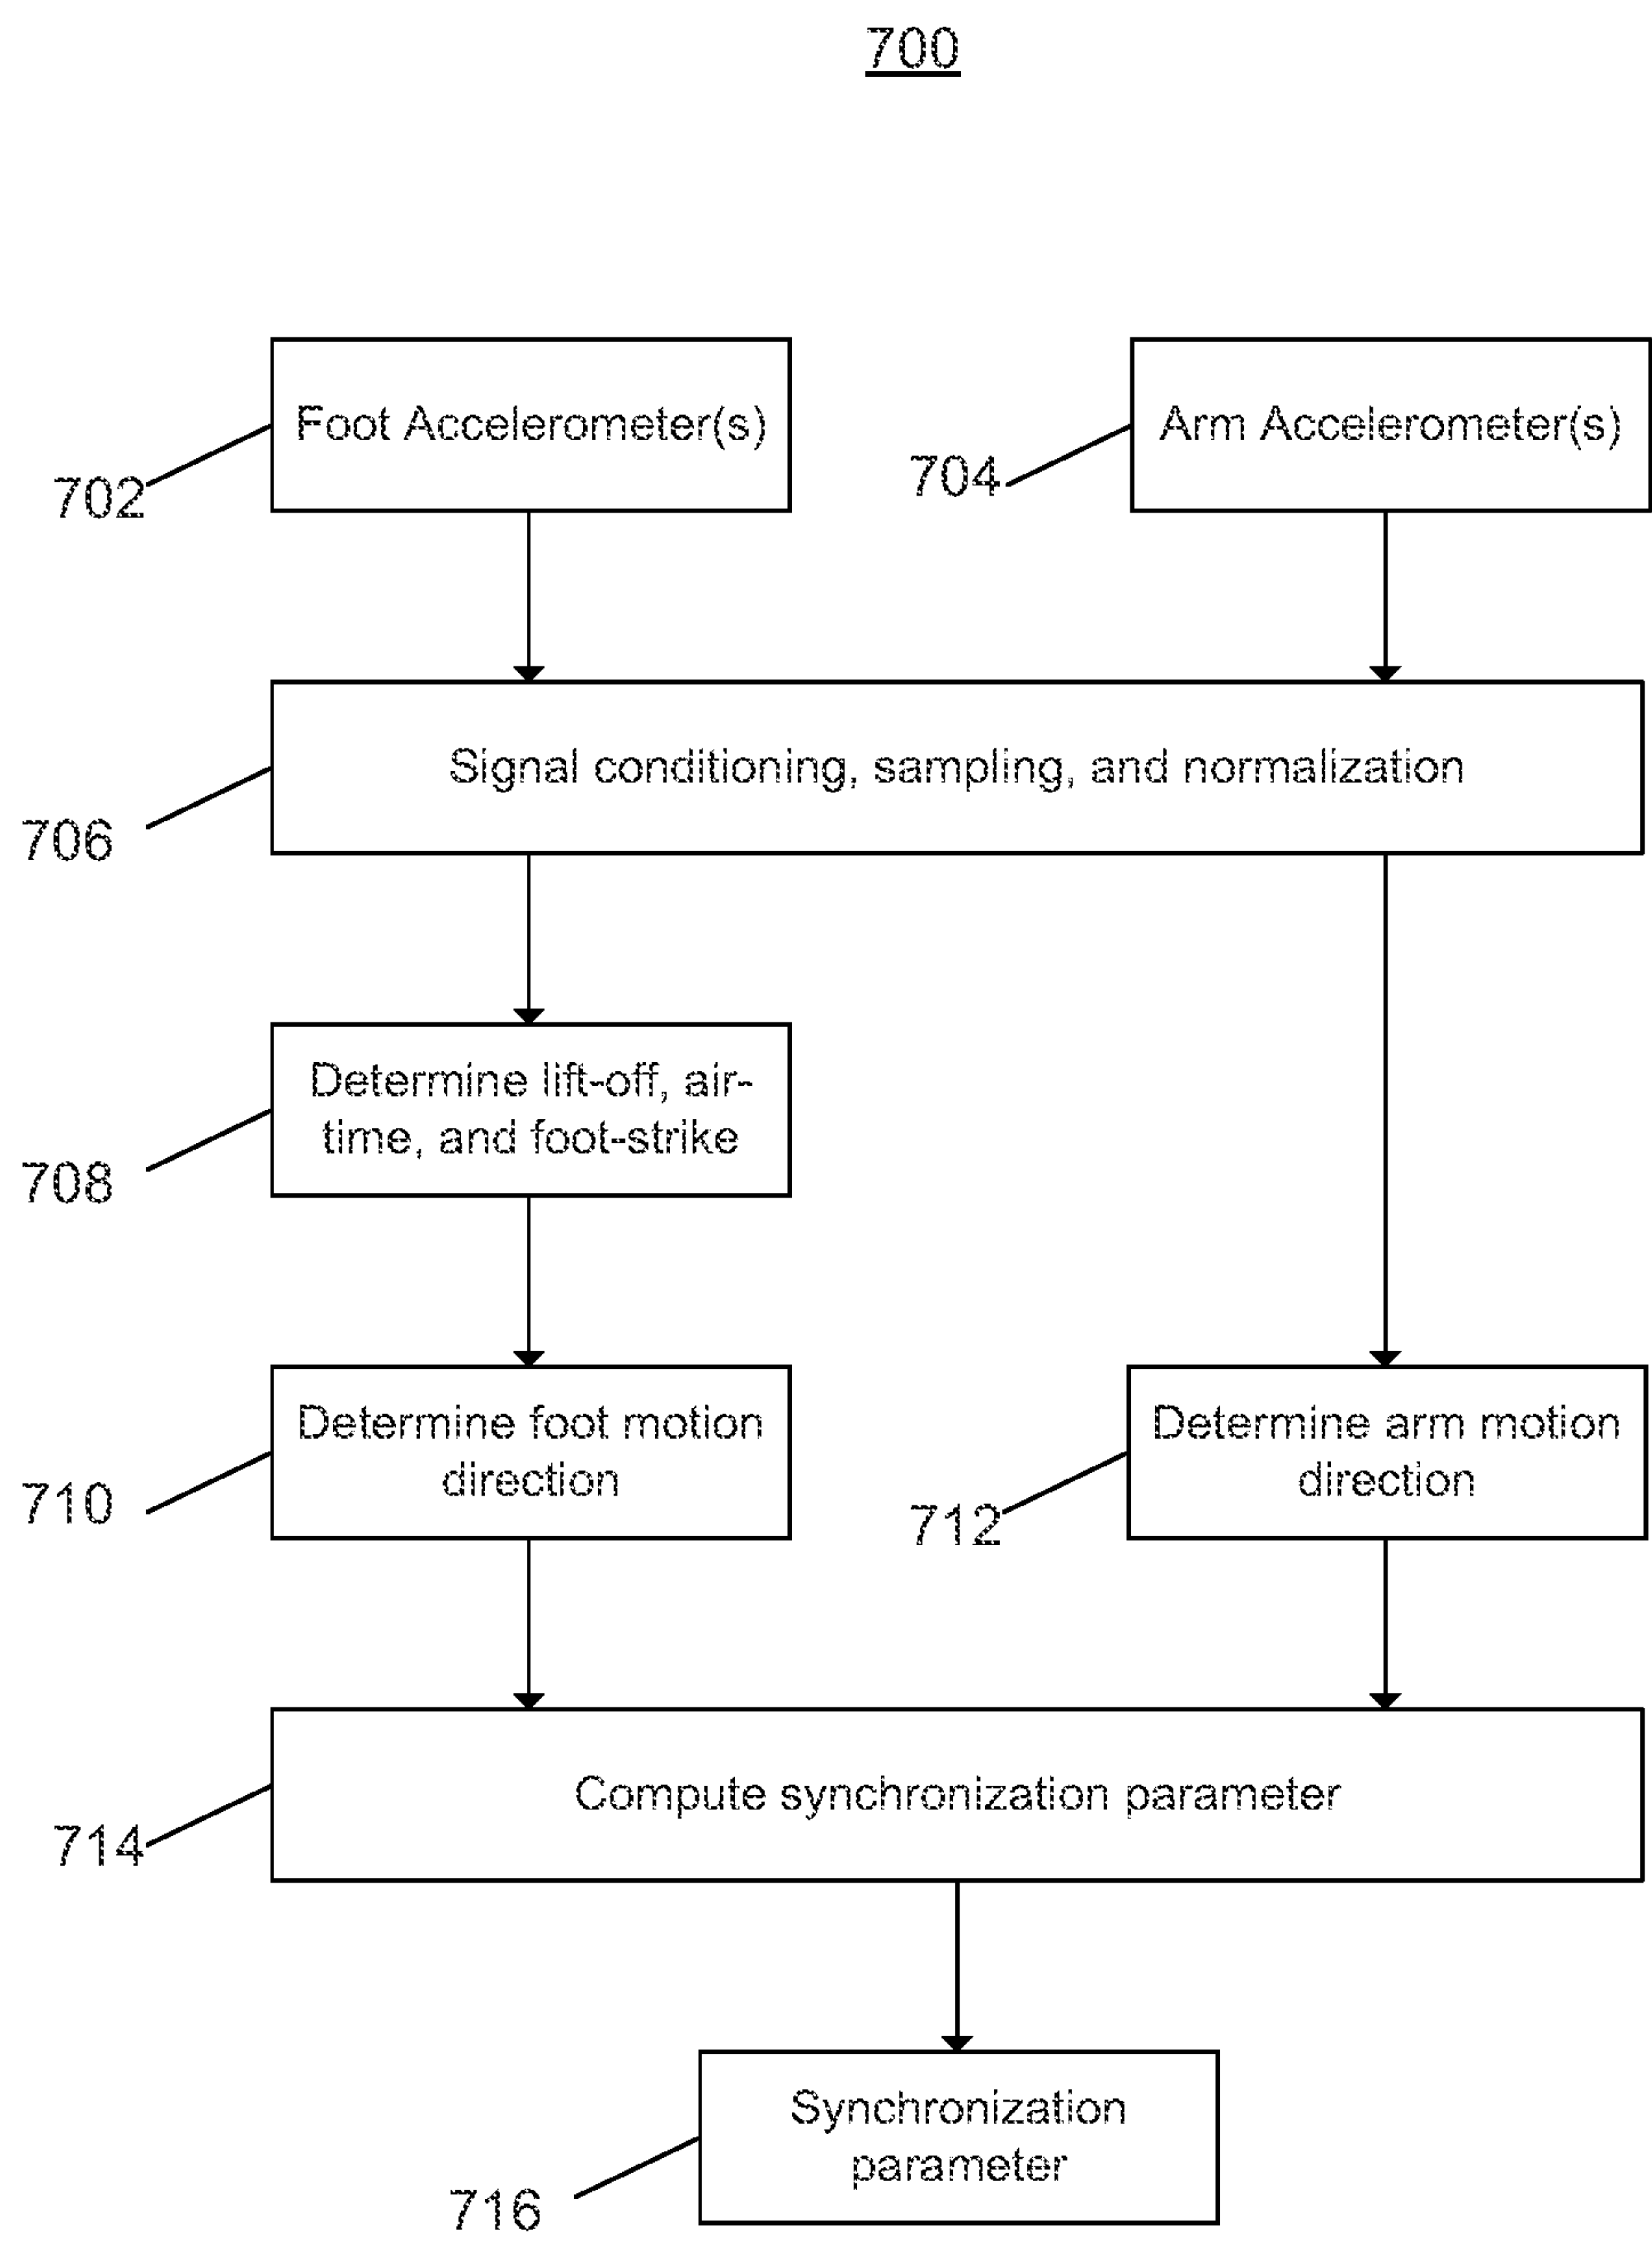 700
Foot Accelerometer(s)
Arm Accelerometer(s)
702
704
Signal conditioning, sampling, and normalization
706
Determine lift-off, air-
time, and foot-strike
708
Determine foot motion
direction
Determine arm motion
direction
710
712
Compute synchronization parameter
714
Synchronization
parameter
716